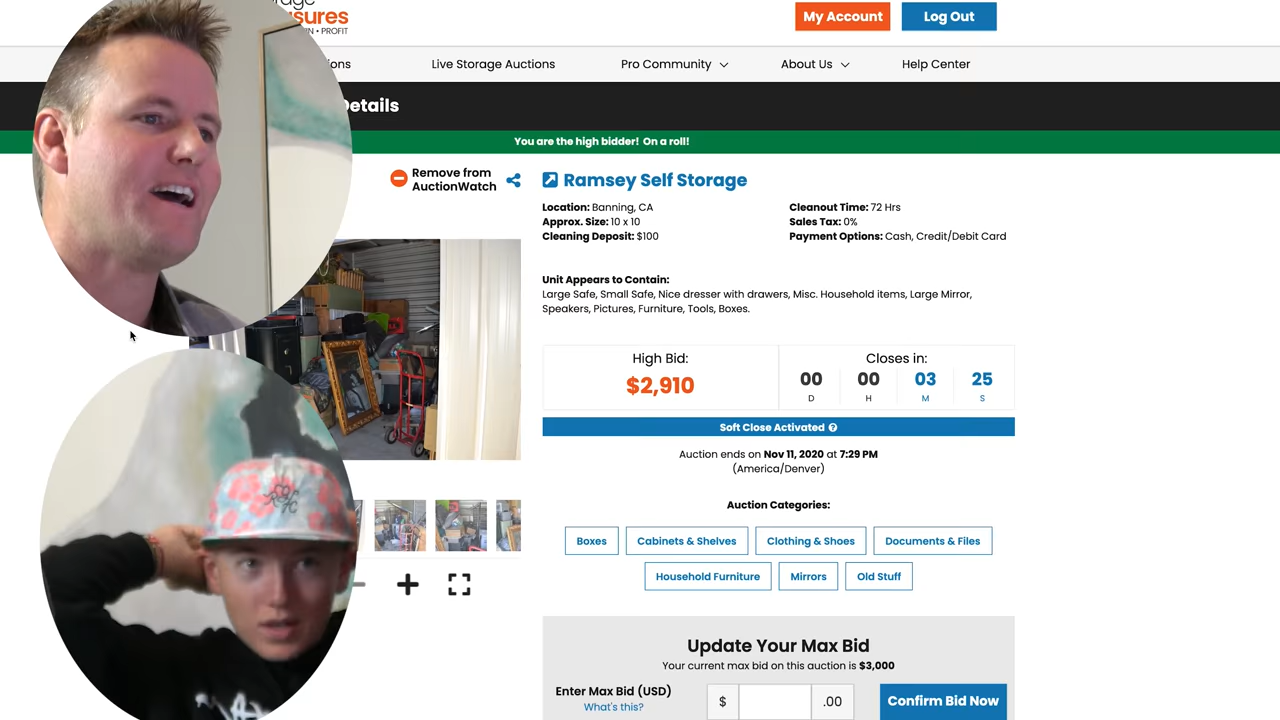 sures
N • PROFIT
My Account
Log Out
ions
Live Storage Auctions
Pro Community
About Us
Help Center
Details
You are the high bidder! On a roll!
Remove from
AuctionWatch
Ramsey Self Storage
Location: Banning, CA
Cleanout Time: 72 Hrs
Approx. Size: 10 x 10
Sales Tax: 0%
Cleaning Deposit: $100
Payment Options: Cash, Credit/Debit Card
Unit Appears to Contain:
Large Safe, Small Safe, Nice dresser with drawers, Misc. Household items, Large Mirror,
Speakers, Pictures, Furniture, Tools, Boxes.
High Bid:
$2,910
Closes in:
00 00 03 25
D H M S
Soft Close Activated
Auction ends on Nov 11, 2020 at 7:29 PM
(America/Denver)
Auction Categories:
Boxes
Cabinets & Shelves
Clothing & Shoes
Documents & Files
Household Furniture
Mirrors
Old Stuff
Update Your Max Bid
Your current max bid on this auction is $3,000
Enter Max Bid (USD)
What's this?
$
.00
Confirm Bid Now